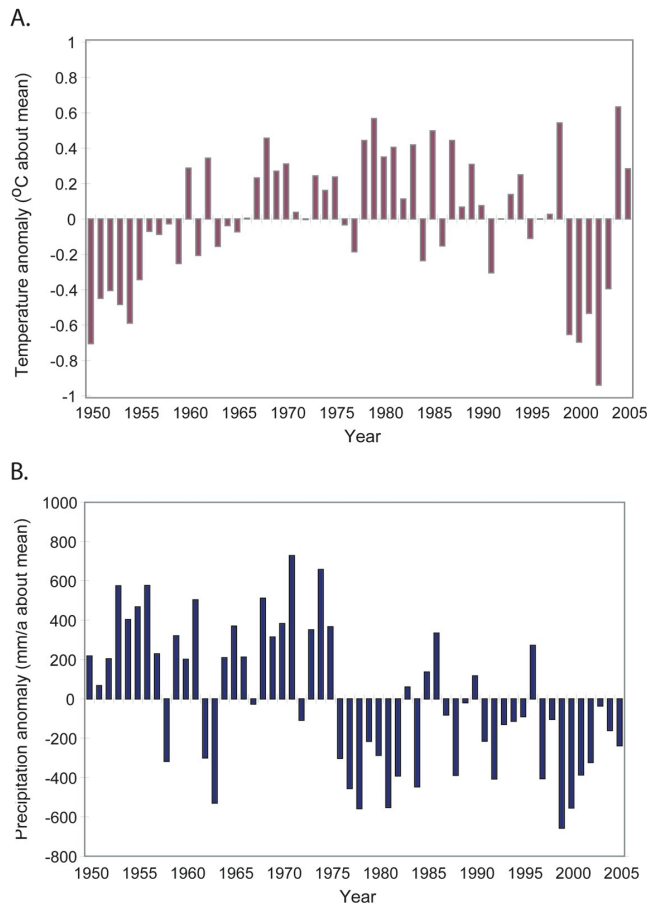 A.
1
0.8
0.6
0.4
0.2
0
-0.2
-0.4
-0.6
-0.8
-1
Temperature anomaly (ºC about mean)
1950 1955 1960 1965 1970 1975 1980 1985 1990 1995 2000 2005
Year
B.
1000
800
600
400
200
0
-200
-400
-600
-800
Precipitation anomaly (mm/a about mean)
1950 1955 1960 1965 1970 1975 1980 1985 1990 1995 2000 2005
Year